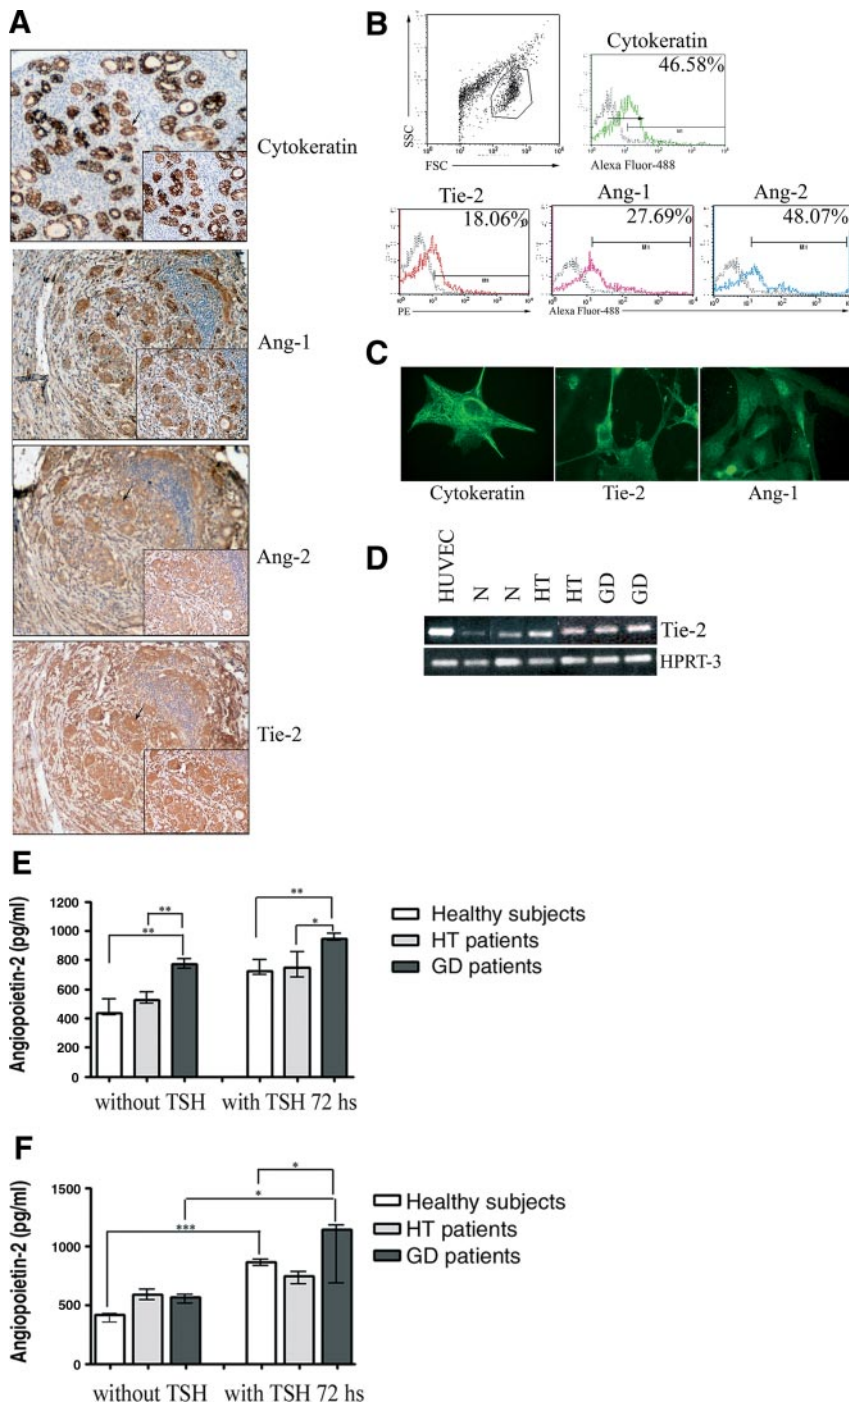 A
Cytokeratin
Ang-1
Ang-2
Tie-2
B
SSC
FSC
Cytokeratin
46.58%
Alexa Fluor-488
Tie-2
18.06%
PE
Ang-1
27.69%
Alexa Fluor-488
Ang-2
48.07%
C
Cytokeratin
Tie-2
Ang-1
D
HUVEC
N
N
HT
HT
GD
GD
Tie-2
HPRT-3
E
Angiopoietin-2 (pg/ml)
1200
1000
800
600
400
200
0
**
**
**
*
without TSH
with TSH 72 hs
Healthy subjects
HT patients
GD patients
F
Angiopoietin-2 (pg/ml)
1500
1000
500
0
***
*
*
without TSH
with TSH 72 hs
Healthy subjects
HT patients
GD patients